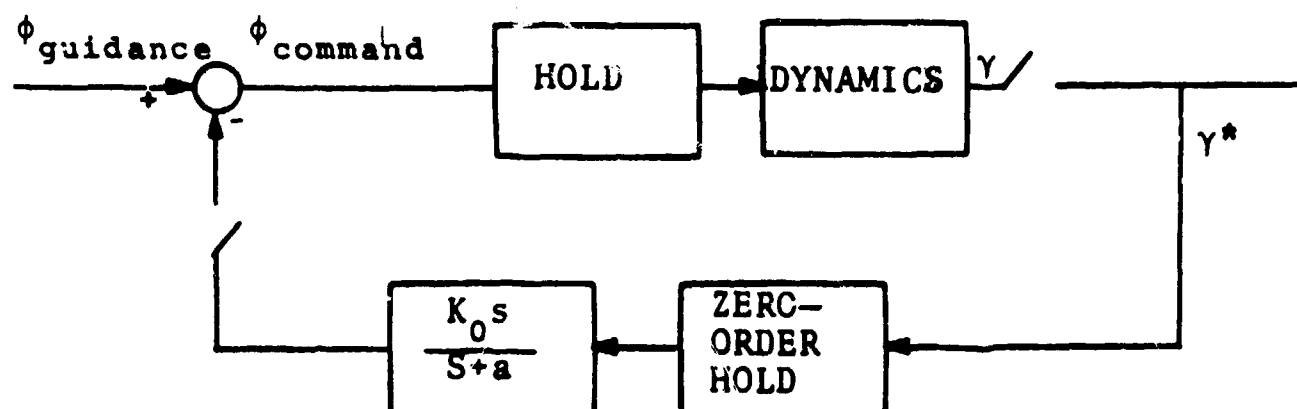 ϕguidance
ϕcommand
+
-
HOLD
DYNAMICS
γ
γ*
K0s
S+a
ZERC-
ORDER
HOLD